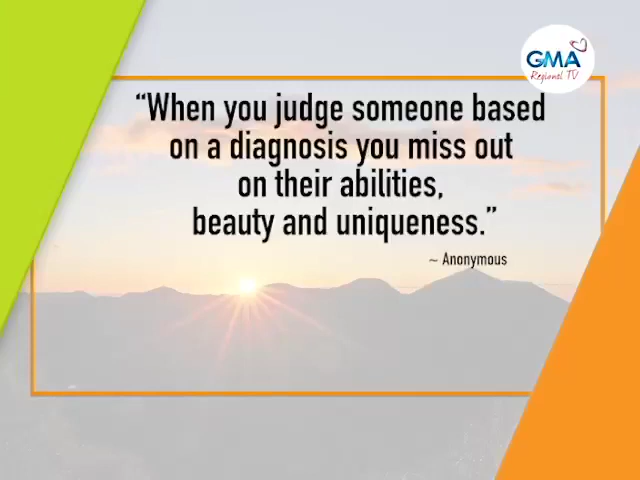 GMA
Regional TV
“When you judge someone based
on a diagnosis you miss out
on their abilities,
beauty and uniqueness.”
~ Anonymous